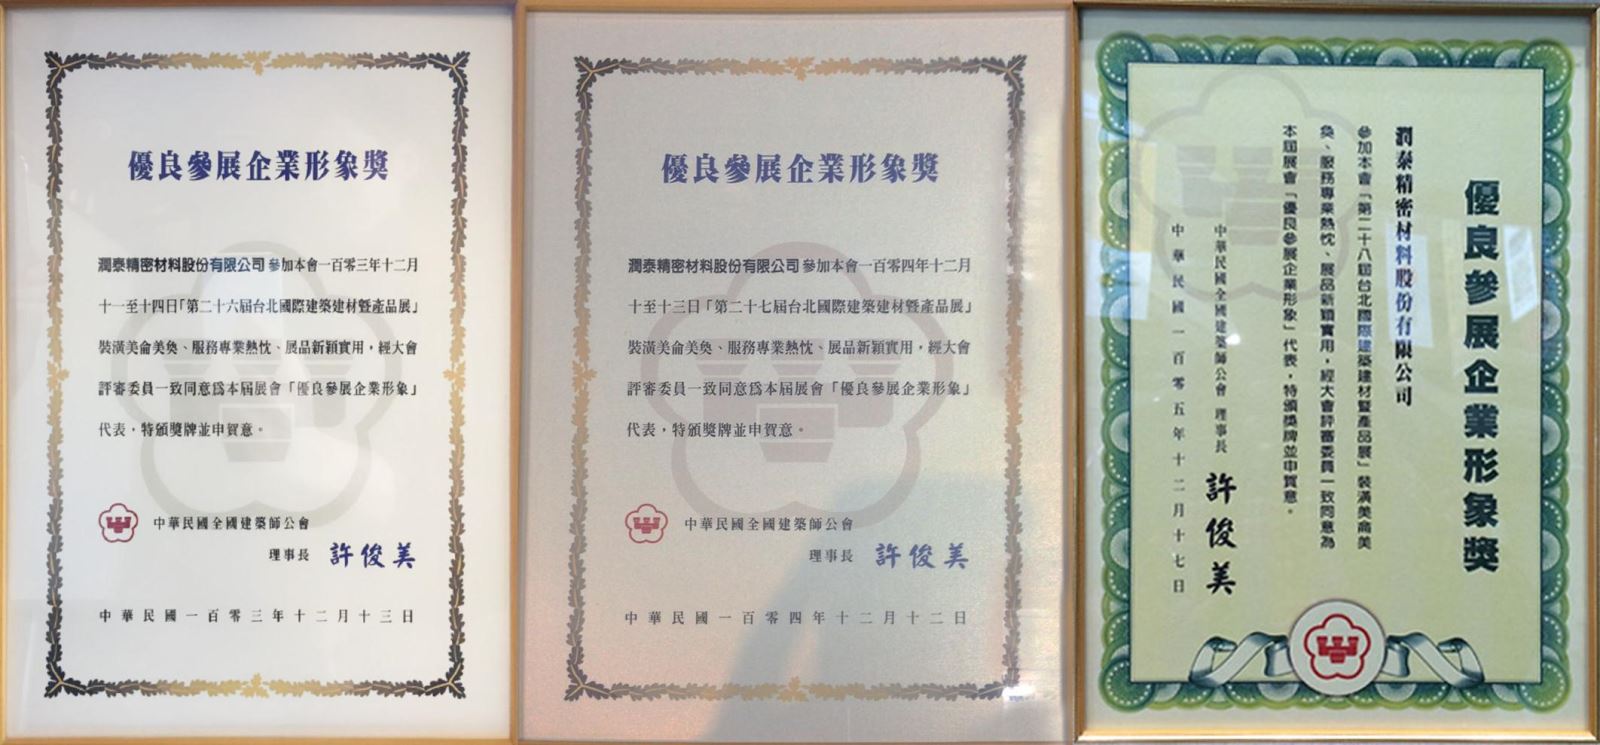 優良參展企業形象獎
潤泰精密材料股份有限公司參加本會一百零三年十二月
十一至十四日「第二十六屆台北國際建築建材暨產品展」
裝潢美侖美奐、服務專業熱忱、展品新穎實用，經大會
評審委員一致同意為本屆展會「優良參展企業形象」
代表，特頒獎牌並申賀意。
中華民國全國建築師公會
理事長 許俊美
中華民國一百零三年十二月十三日
優良參展企業形象獎
潤泰精密材料股份有限公司參加本會一百零四年十二月
十至十三日「第二十七屆台北國際建築建材暨產品展」
裝潢美侖美奐、服務專業熱忱、展品新穎實用，經大會
評審委員一致同意為本屆展會「優良參展企業形象」
代表，特頒獎牌並申賀意。
中華民國全國建築師公會
理事長 許俊美
中華民國一百零四年十二月十二日
優良參展企業形象獎
潤泰精密材料股份有限公司
參加本會「第二十八屆台北國際建築建材暨產品展」裝潢美侖美
奐、服務專業熱忱、展品新穎實用，經大會評審委員一致同意為
本屆展會「優良參展企業形象」代表，特頒獎牌並申賀意。
中華民國全國建築師公會 理事長 許俊美
中華民國一百零五年十二月十七日